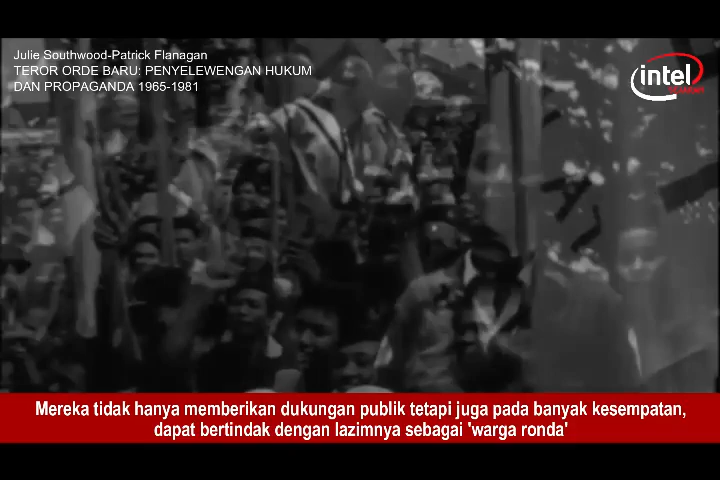 Julie Southwood-Patrick Flanagan
TEROR ORDE BARU: PENYELEWENGAN HUKUM
DAN PROPAGANDA 1965-1981
intel
Mereka tidak hanya memberikan dukungan publik tetapi juga pada banyak kesempatan,
dapat bertindak dengan lazimnya sebagai 'warga ronda'